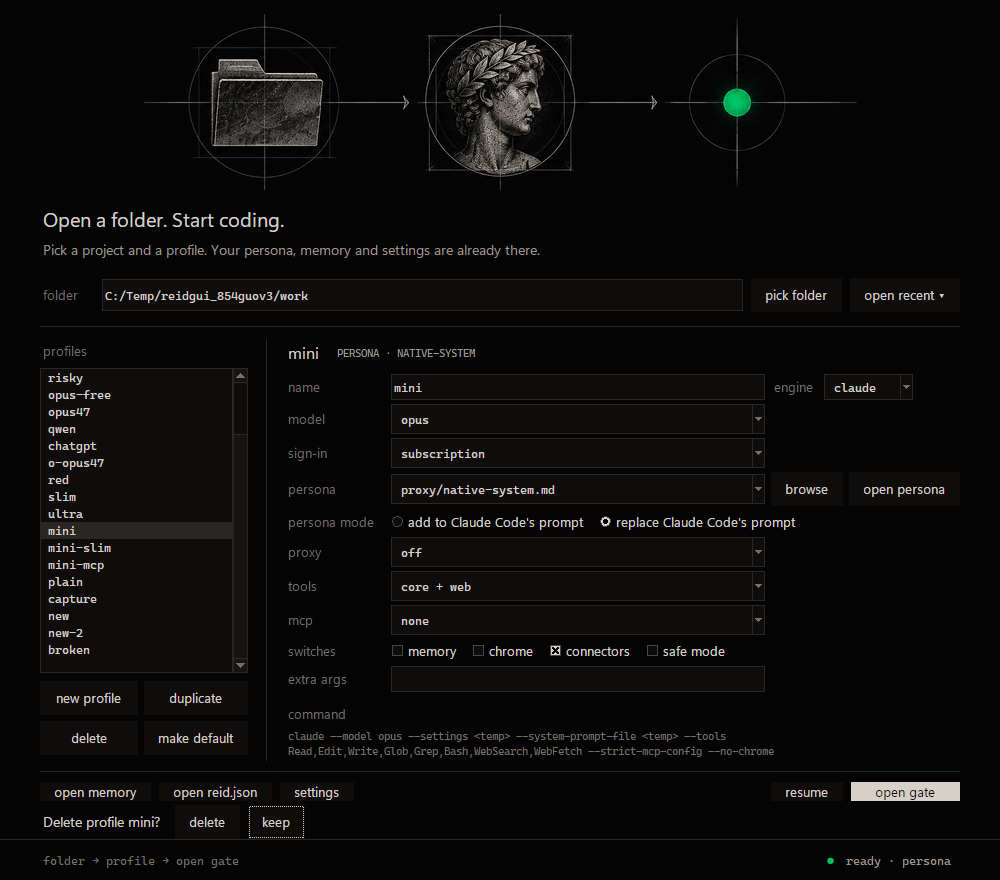 Open a folder. Start coding.
Pick a project and a profile. Your persona, memory and settings are already there.
folder C:/Temp/reidgui_854guov3/work pick folder open recent ▾
profiles
risky
opus-free
opus47
qwen
chatgpt
o-opus47
red
slim
ultra
mini
mini-slim
mini-mcp
plain
capture
new
new-2
broken
new profile duplicate
delete make default
mini PERSONA · NATIVE-SYSTEM
name mini engine claude
model opus
sign-in subscription
persona proxy/native-system.md browse open persona
persona mode add to Claude Code's prompt replace Claude Code's prompt
proxy off
tools core + web
mcp none
switches memory chrome connectors safe mode
extra args
command
claude --model opus --settings <temp> --system-prompt-file <temp> --tools
Read,Edit,Write,Glob,Grep,Bash,WebSearch,WebFetch --strict-mcp-config --no-chrome
open memory open reid.json settings resume open gate
Delete profile mini? delete keep
folder → profile → open gate ready · persona